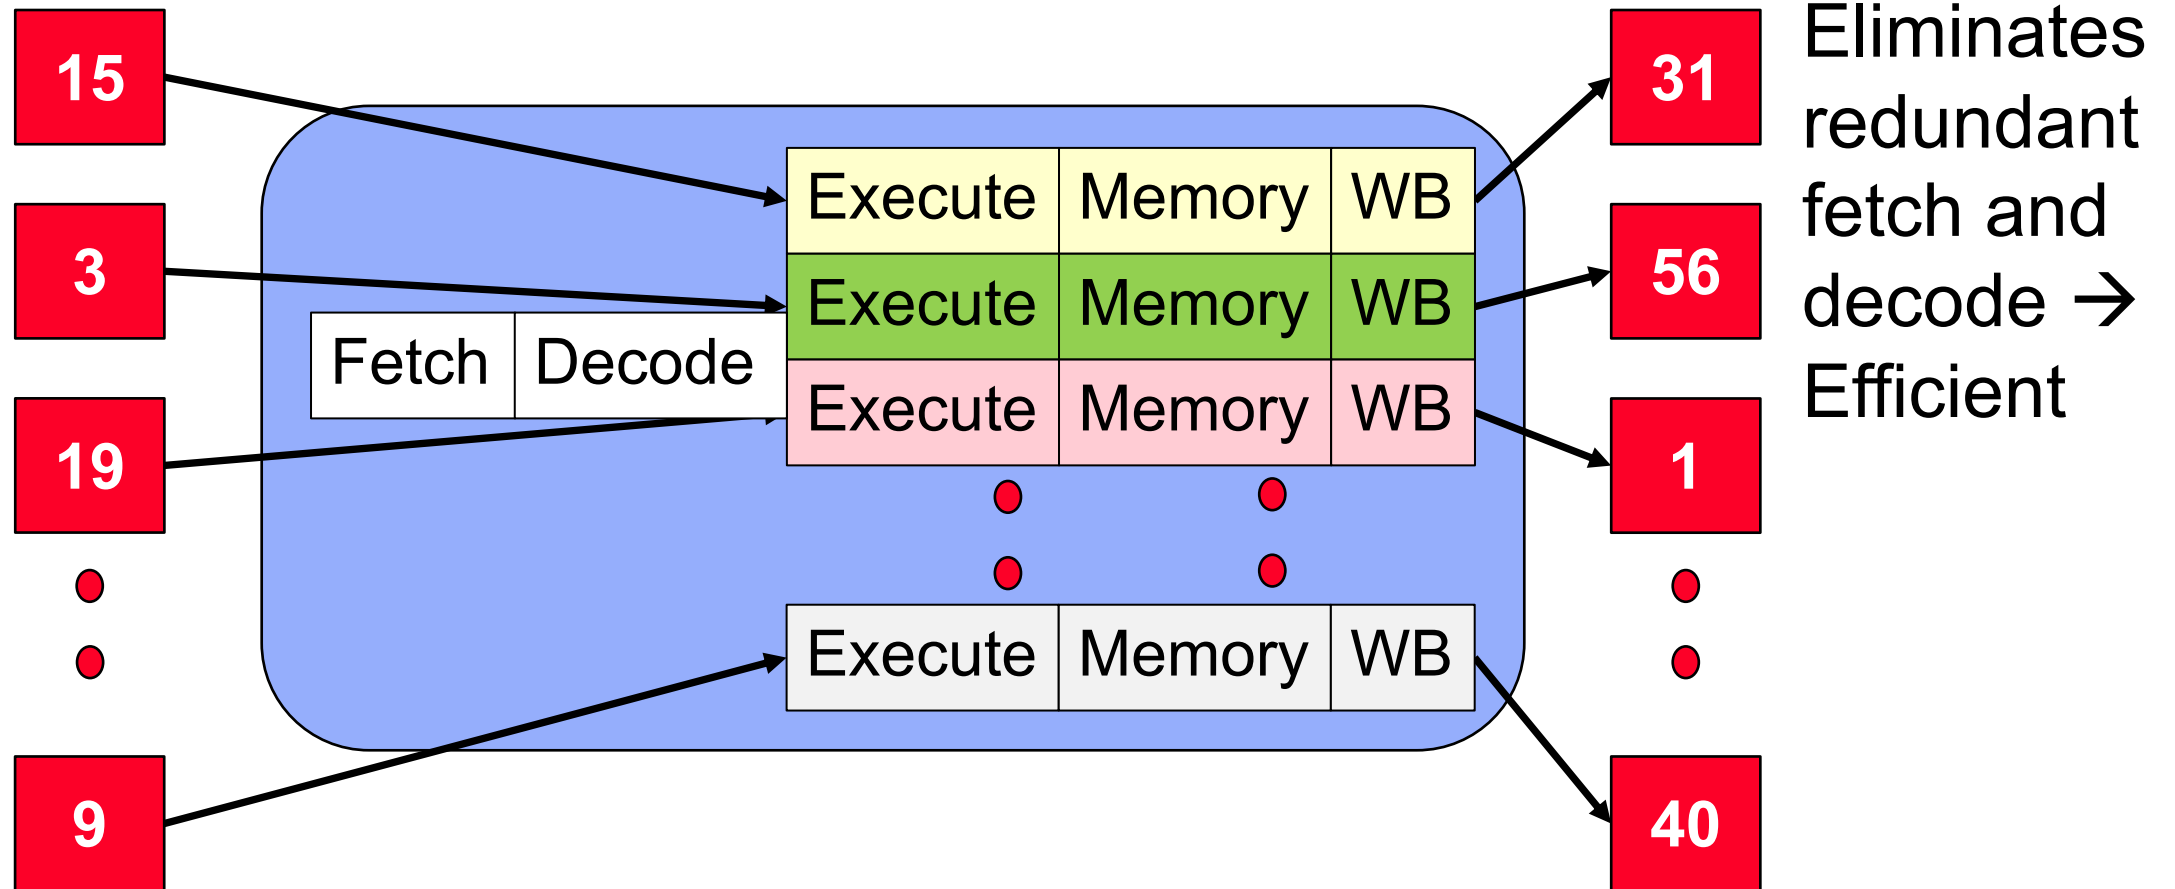 15
3
19
9
Fetch Decode
Execute Memory WB
Execute Memory WB
Execute Memory WB
Execute Memory WB
31
56
1
40
Eliminates
redundant
fetch and
decode →
Efficient